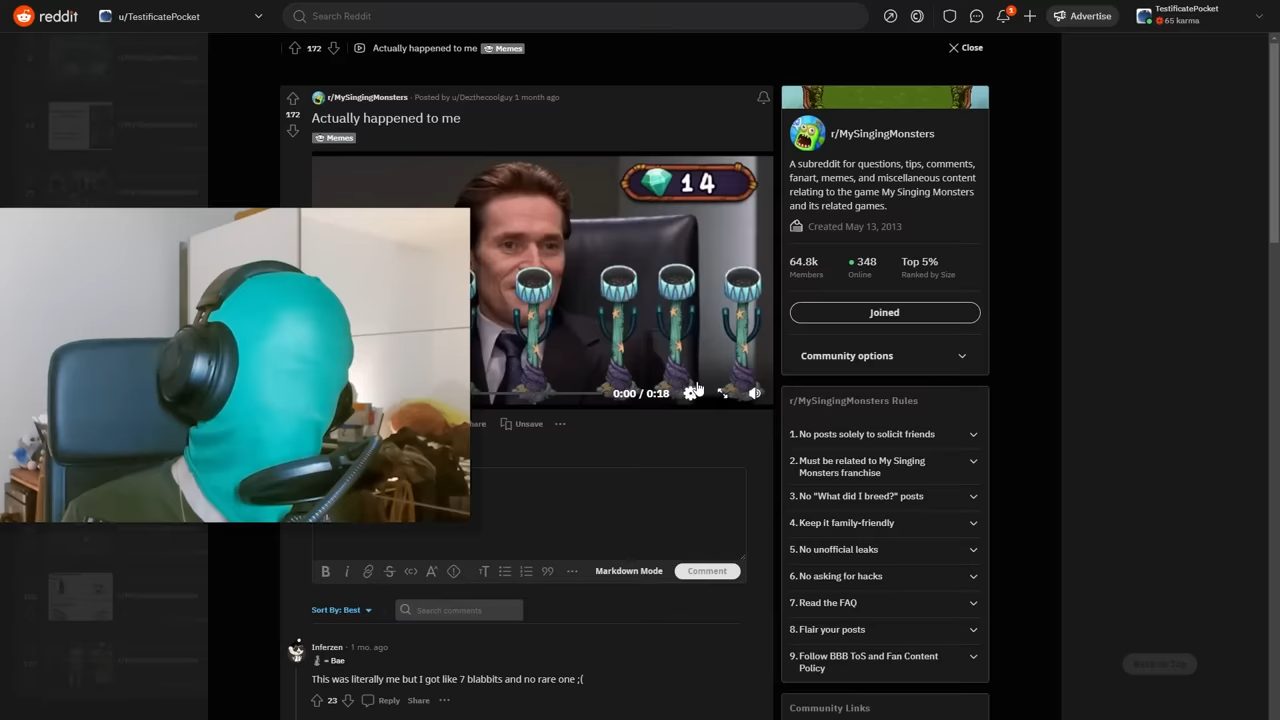 reddit
u/TestificatePocket
Search Reddit
1
Advertise
TestificatePocket
65 karma
172
Actually happened to me
Memes
Close
r/MySingingMonsters · Posted by u/Dezthecoolguy 1 month ago
172
Actually happened to me
Memes
14
0:00 / 0:18
Unsave
Markdown Mode
Comment
Sort By: Best
Search comments
Inferzen · 1 mo. ago
= Bae
This was literally me but I got like 7 blabbits and no rare one ;(
23
Reply
Share
r/MySingingMonsters
A subreddit for questions, tips, comments,
fanart, memes, and miscellaneous content
relating to the game My Singing Monsters
and its related games.
Created May 13, 2013
64.8k
348
Top 5%
Members
Online
Ranked by Size
Joined
Community options
r/MySingingMonsters Rules
1. No posts solely to solicit friends
2. Must be related to My Singing
Monsters franchise
3. No "What did I breed?" posts
4. Keep it family-friendly
5. No unofficial leaks
6. No asking for hacks
7. Read the FAQ
8. Flair your posts
9. Follow BBB ToS and Fan Content
Policy
Community Links
Back to Top